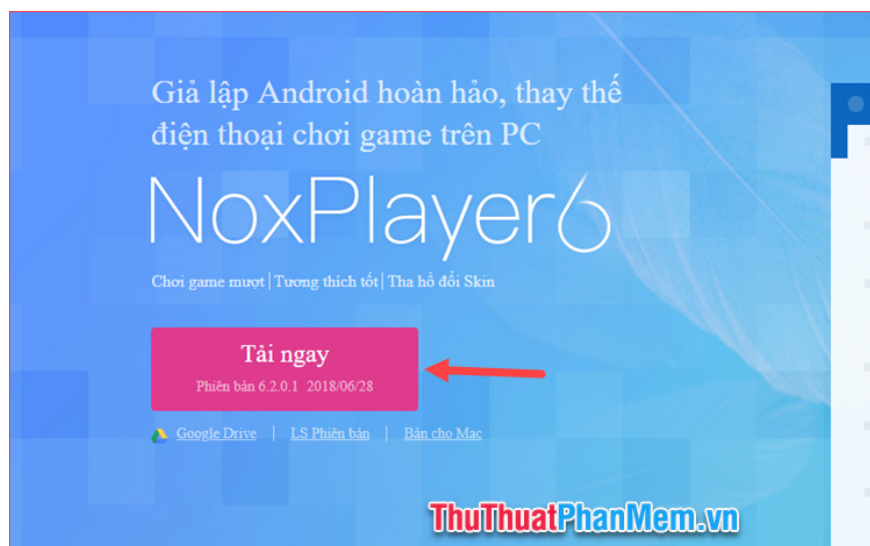 Giả lập Android hoàn hảo, thay thế
điện thoại chơi game trên PC
NoxPlayer6
Chơi game mượt|Tương thích tốt|Tha hồ đổi Skin
Tải ngay
Phiên bản 6.2.0.1 2018/06/28
Google Drive | LS Phiên bản | Bản cho Mac
ThuThuatPhanMem.vn